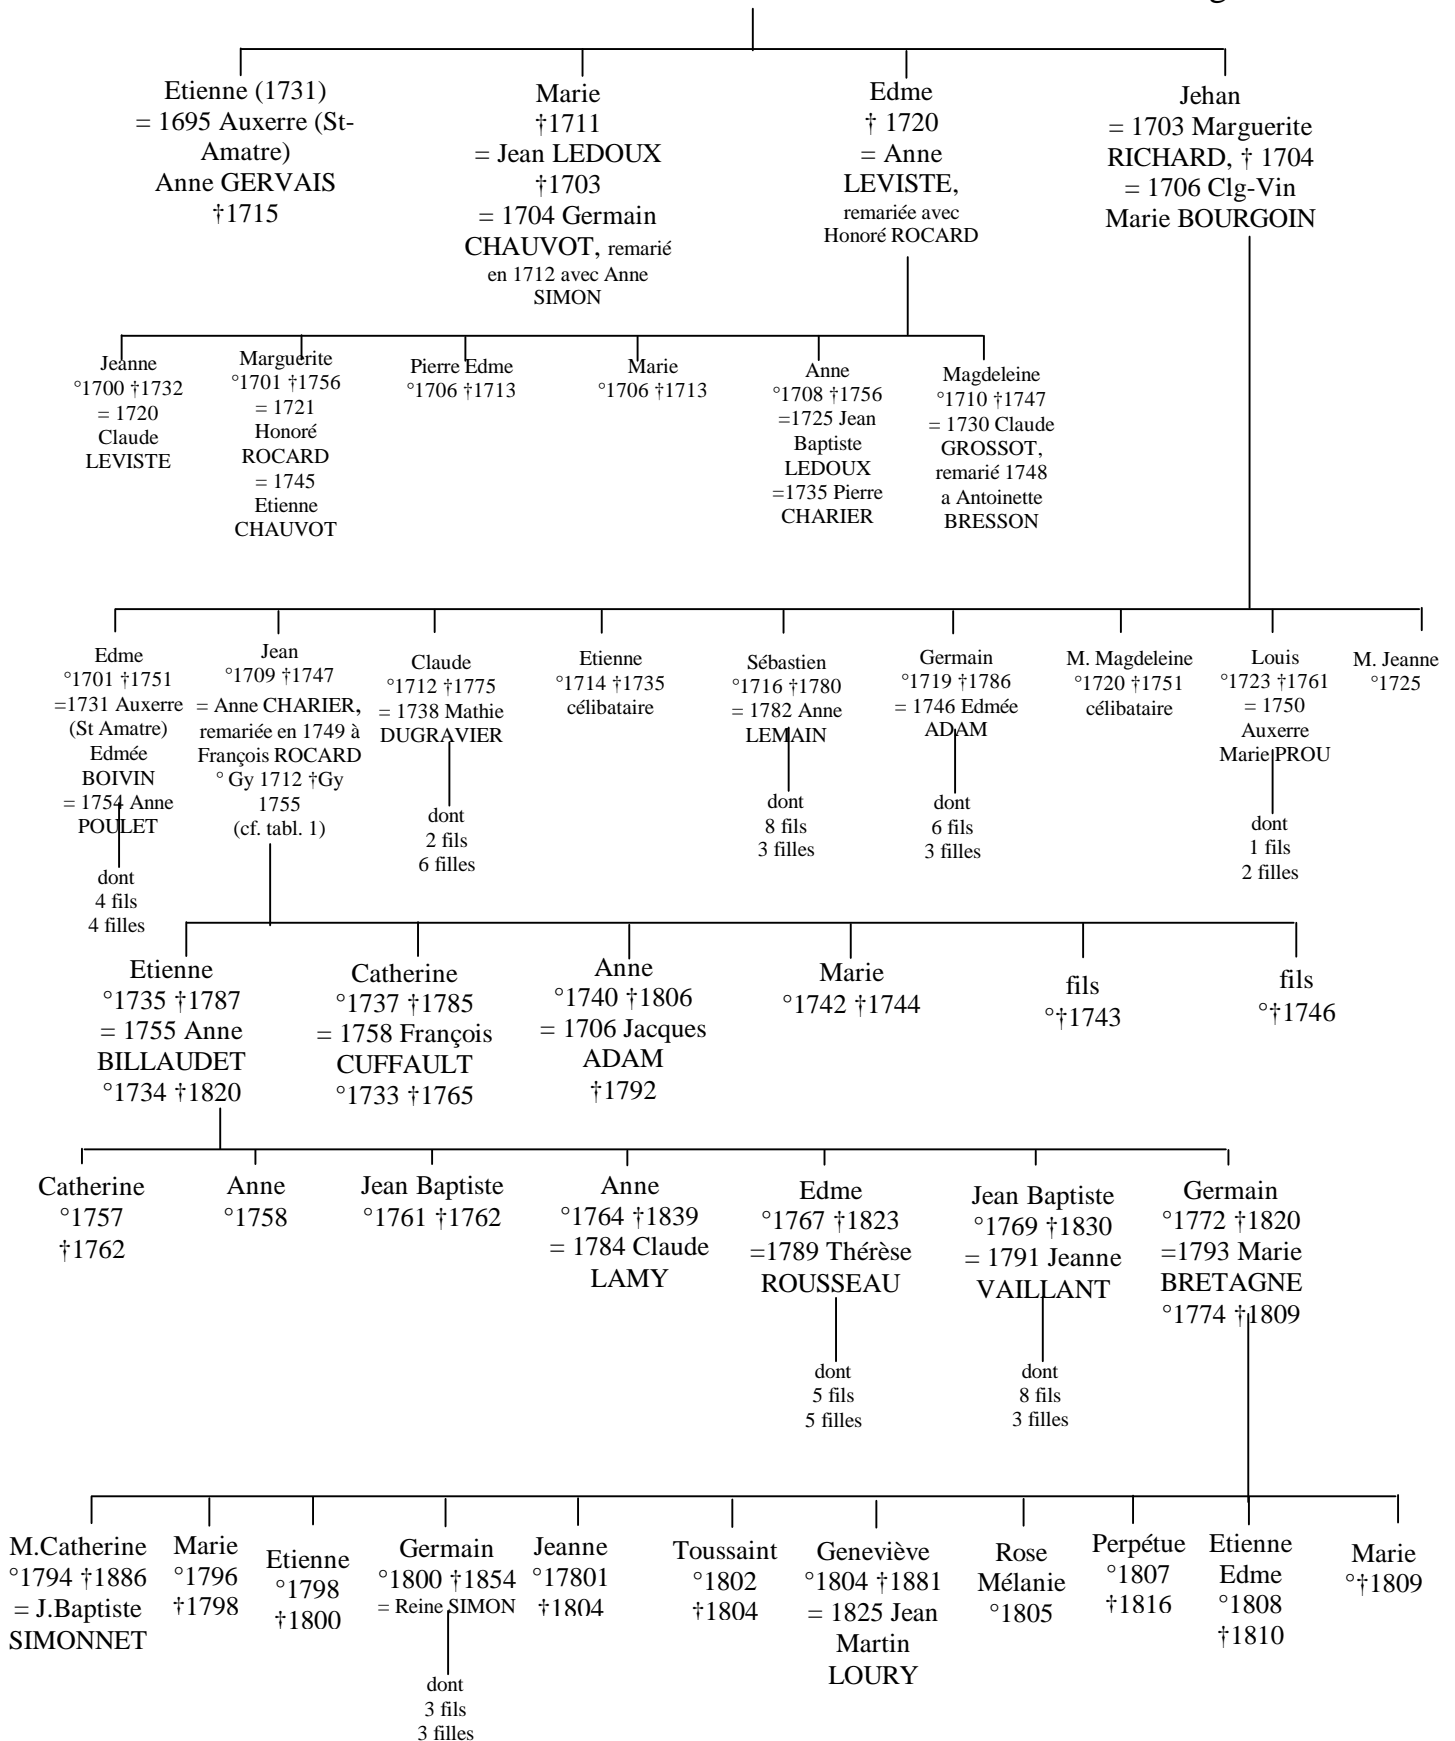 Etienne (1731)
= 1695 Auxerre (St-
Amatre)
Anne GERVAIS
†1715
Marie
†1711
= Jean LEDOUX
†1703
= 1704 Germain
CHAUVOT, remarié
en 1712 avec Anne
SIMON
Edme
† 1720
= Anne
LEVISTE,
remariée avec
Honoré ROCARD
Jehan
= 1703 Marguerite
RICHARD, † 1704
= 1706 Clg-Vin
Marie BOURGOIN
Jeanne
°1700 †1732
= 1720
Claude
LEVISTE
Marguerite
°1701 †1756
= 1721
Honoré
ROCARD
= 1745
Etienne
CHAUVOT
Pierre Edme
°1706 †1713
Marie
°1706 †1713
Anne
°1708 †1756
=1725 Jean
Baptiste
LEDOUX
=1735 Pierre
CHARIER
Magdeleine
°1710 †1747
= 1730 Claude
GROSSOT,
remarié 1748
a Antoinette
BRESSON
Edme
°1701 †1751
=1731 Auxerre
(St Amatre)
Edmée
BOIVIN
= 1754 Anne
POULET
dont
4 fils
4 filles
Jean
°1709 †1747
= Anne CHARIER,
remariée en 1749 à
François ROCARD
° Gy 1712 †Gy
1755
(cf. tabl. 1)
Claude
°1712 †1775
= 1738 Mathie
DUGRAVIER
dont
2 fils
6 filles
Etienne
°1714 †1735
célibataire
Sébastien
°1716 †1780
= 1782 Anne
LEMAIN
dont
8 fils
3 filles
Germain
°1719 †1786
= 1746 Edmée
ADAM
dont
6 fils
3 filles
M. Magdeleine
°1720 †1751
célibataire
Louis
°1723 †1761
= 1750
Auxerre
Marie PROU
dont
1 fils
2 filles
M. Jeanne
°1725
Etienne
°1735 †1787
= 1755 Anne
BILLAUDET
°1734 †1820
Catherine
°1737 †1785
= 1758 François
CUFFAULT
°1733 †1765
Anne
°1740 †1806
= 1706 Jacques
ADAM
†1792
Marie
°1742 †1744
fils
°†1743
fils
°†1746
Catherine
°1757
†1762
Anne
°1758
Jean Baptiste
°1761 †1762
Anne
°1764 †1839
= 1784 Claude
LAMY
Edme
°1767 †1823
=1789 Thérèse
ROUSSEAU
dont
5 fils
5 filles
Jean Baptiste
°1769 †1830
= 1791 Jeanne
VAILLANT
dont
8 fils
3 filles
Germain
°1772 †1820
=1793 Marie
BRETAGNE
°1774 †1809
M.Catherine
°1794 †1886
= J.Baptiste
SIMONNET
Marie
°1796
†1798
Etienne
°1798
†1800
Germain
°1800 †1854
= Reine SIMON
dont
3 fils
3 filles
Jeanne
°17801
†1804
Toussaint
°1802
†1804
Geneviève
°1804 †1881
= 1825 Jean
Martin
LOURY
Rose
Mélanie
°1805
Perpétue
°1807
†1816
Etienne
Edme
°1808
†1810
Marie
°†1809